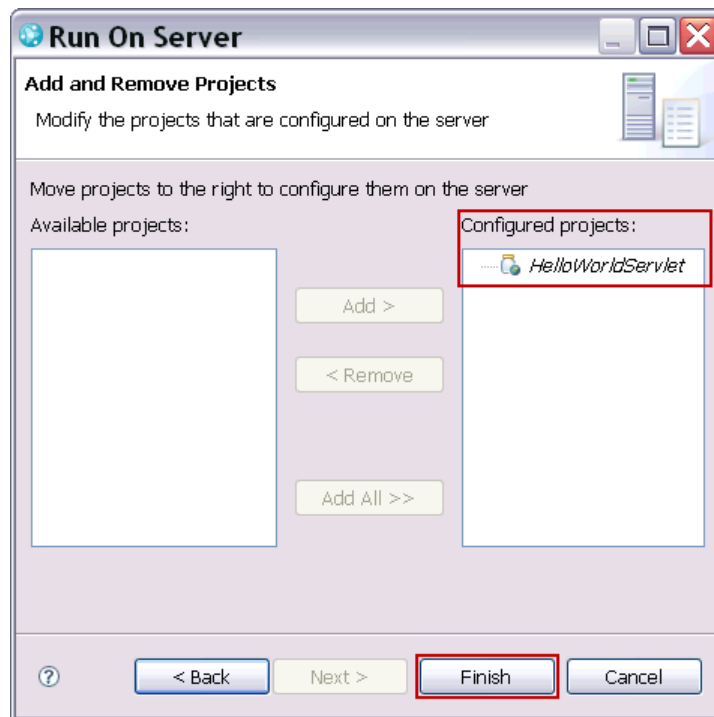 Run On Server
Add and Remove Projects
Modify the projects that are configured on the server
Move projects to the right to configure them on the server
Available projects:
Configured projects:
HelloWorldServlet
Add >
< Remove
Add All >>
?
< Back
Next >
Finish
Cancel